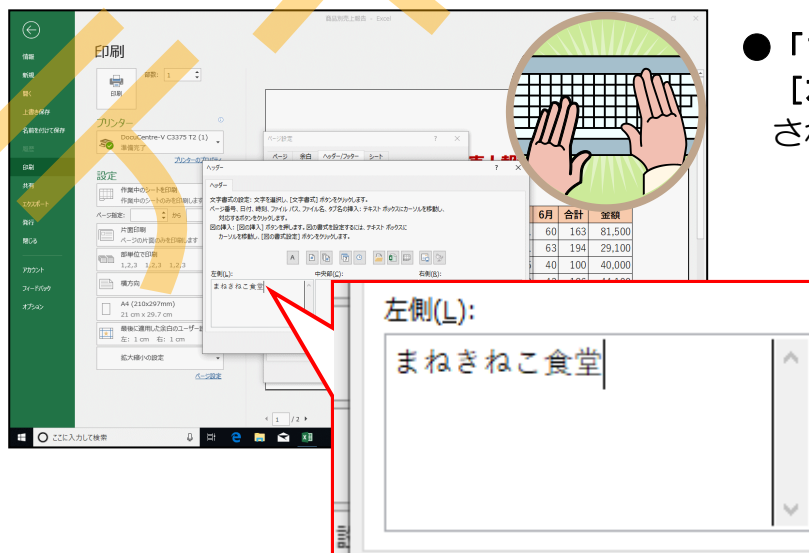 商品別売上報告 - Excel
印刷
情報
新規
開く
上書き保存
名前を付けて保存
履歴
印刷
共有
エクスポート
発行
閉じる
アカウント
フィードバック
オプション
部数: 1
印刷
プリンター
DocuCentre-V C3375 T2 (1)
準備完了
プリンターのプロパ
設定
作業中のシートを印刷
作業中のシートのみを印刷します
ページ指定: から
片面印刷
ページの片面のみを印刷します
部単位で印刷
1,2,3 1,2,3 1,2,3
横方向
A4 (210x297mm)
21 cm x 29.7 cm
最後に適用した余白のユーザー設
左: 1 cm 右: 1 cm
拡大縮小の設定
ページ設定
1 / 2
ページ設定 ? ×
ページ 余白 ヘッダー/フッター シート
ヘッダー ? ×
ヘッダー
文字書式の設定: 文字を選択し、[文字書式] ボタンをクリックします。
ページ番号、日付、時刻、ファイル パス、ファイル名、タブ名の挿入: テキスト ボックスにカーソルを移動し、
対応するボタンをクリックします。
図の挿入: [図の挿入] ボタンを押します。図の書式を設定するには、テキスト ボックスに
カーソルを移動し、[図の書式設定] ボタンをクリックします。
左側(L): 中央部(C): 右側(R):
まねきねこ食堂
6月 合計 金額
60 163 81,500
63 194 29,100
40 100 40,000
ここに入力して検索
左側(L):
まねきねこ食堂
●「
さ